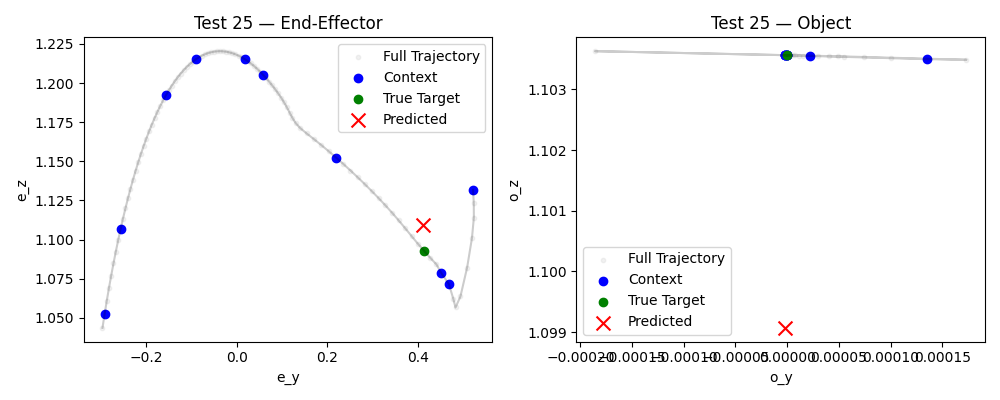 Test 25 — End-Effector
1.225
1.200
1.175
1.150
1.125
1.100
1.075
1.050
e_z
−0.2
0.0
0.2
0.4
e_y
Full Trajectory
Context
True Target
Predicted
Test 25 — Object
1.103
1.102
1.101
1.100
1.099
o_z
−0.00020
−0.00015
−0.00010
−0.00005
0.00000
0.00005
0.00010
0.00015
o_y
Full Trajectory
Context
True Target
Predicted